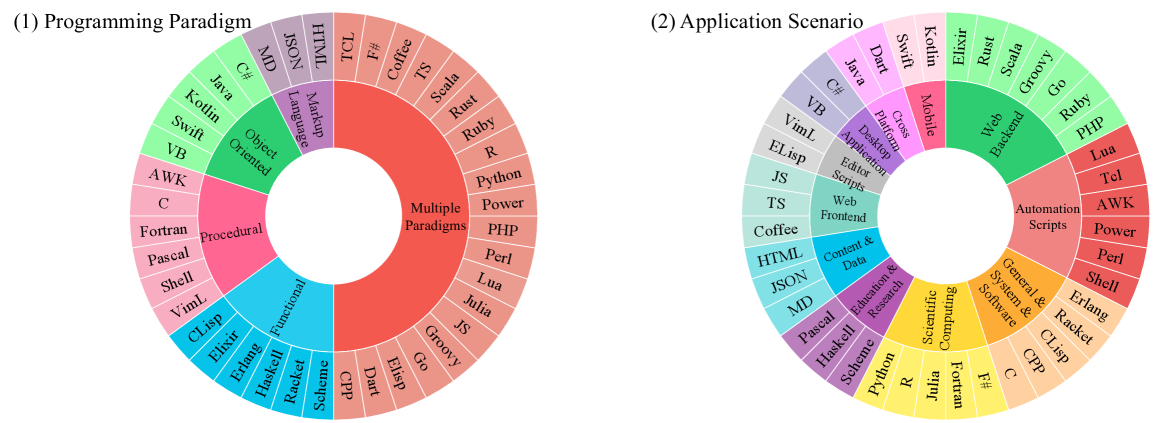 (1) Programming Paradigm
TCL
F#
Coffee
TS
Scala
Rust
Ruby
R
Python
Power
PHP
Perl
Lua
Julia
JS
Groovy
Go
Elisp
Dart
CPP
Scheme
Racket
Haskell
Erlang
Elixir
CLisp
VimL
Shell
Pascal
Fortran
C
AWK
VB
Swift
Kotlin
Java
C#
MD
JSON
HTML
Multiple
Paradigms
Functional
Procedural
Object
Oriented
Markup
Language
(2) Application Scenario
Elixir
Rust
Scala
Groovy
Go
Ruby
PHP
Lua
Tcl
AWK
Power
Perl
Shell
Erlang
Racket
CLisp
CPP
C
F#
Fortran
Julia
R
Python
Scheme
Haskell
Pascal
MD
JSON
HTML
Coffee
TS
JS
ELisp
VimL
VB
C#
Java
Dart
Swift
Kotlin
Web
Backend
Automation
Scripts
General &
System &
Software
Scientific
Computing
Education &
Research
Content &
Data
Web
Frontend
Editor
Scripts
Desktop
Application
Cross
Platform
Mobile